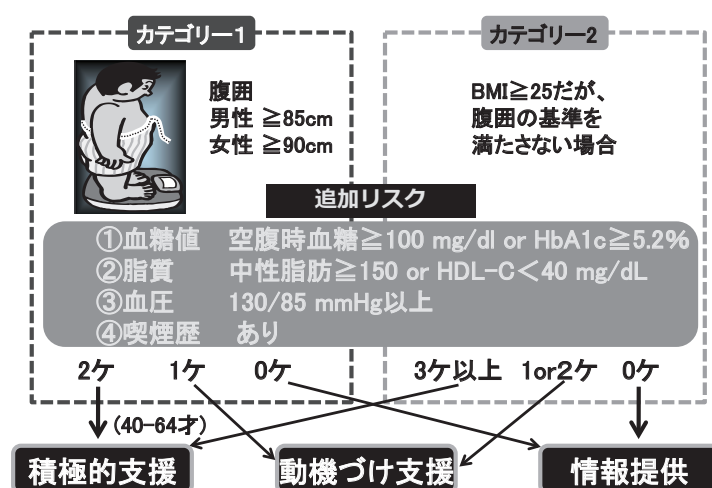 カテゴリー1
カテゴリー2
腹囲
男性 ≧85cm
女性 ≧90cm
BMI≧25だが、
腹囲の基準を
満たさない場合
追加リスク
①血糖値 空腹時血糖≧100 mg/dl or HbA1c≧5.2%
②脂質 中性脂肪≧150 or HDL-C＜40 mg/dL
③血圧 130/85 mmHg以上
④喫煙歴 あり
2ケ 1ケ 0ケ 3ケ以上 1or2ケ 0ケ
(40-64才)
積極的支援 動機づけ支援 情報提供